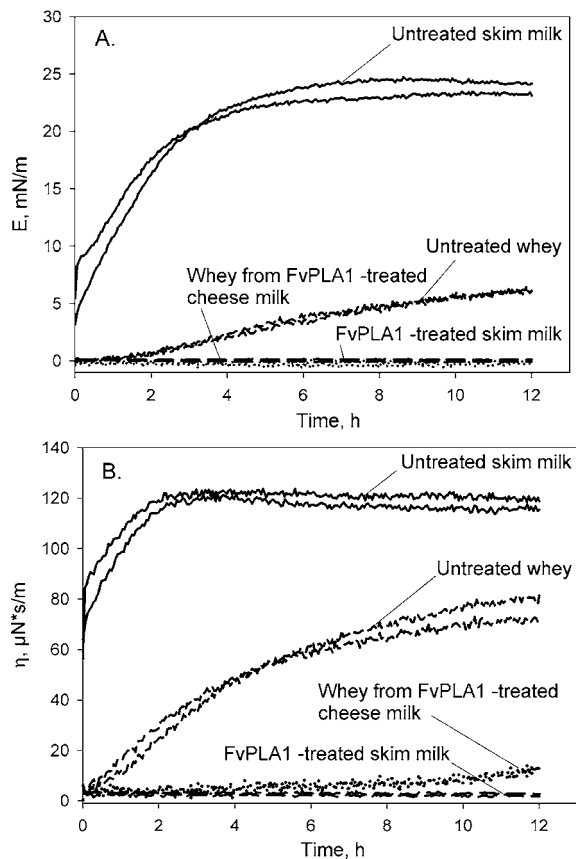 A.
Untreated skim milk
30
25
20
15
10
5
0
E, mN/m
Untreated whey
Whey from FvPLA1 -treated
cheese milk
FvPLA1 -treated skim milk
0 2 4 6 8 10 12
Time, h
B.
Untreated skim milk
140
120
100
80
60
40
20
0
η, µN*s/m
Untreated whey
Whey from FvPLA1 -treated
cheese milk
FvPLA1 -treated skim milk
0 2 4 6 8 10 12
Time, h